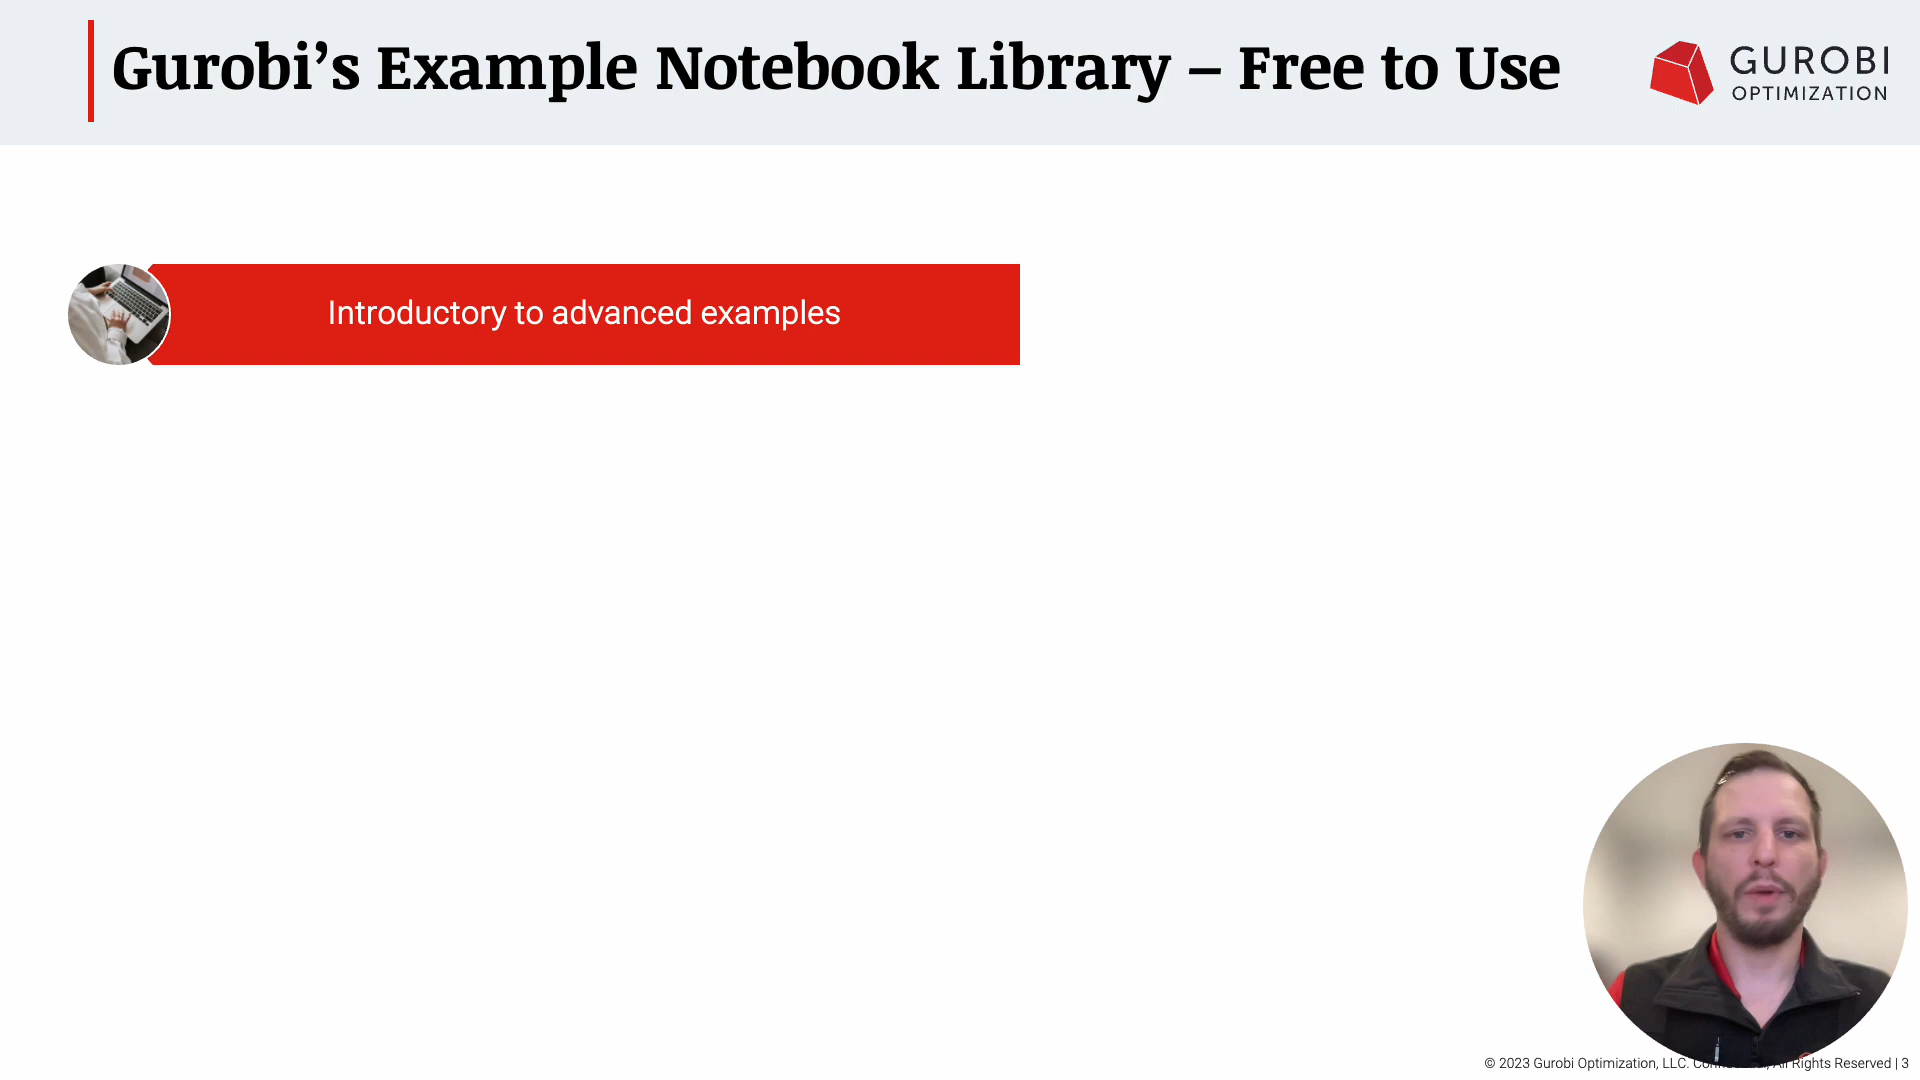 Gurobi’s Example Notebook Library – Free to Use
GUROBI
OPTIMIZATION
Introductory to advanced examples
© 2023 Gurobi Optimization, LLC. Rights Reserved | 3